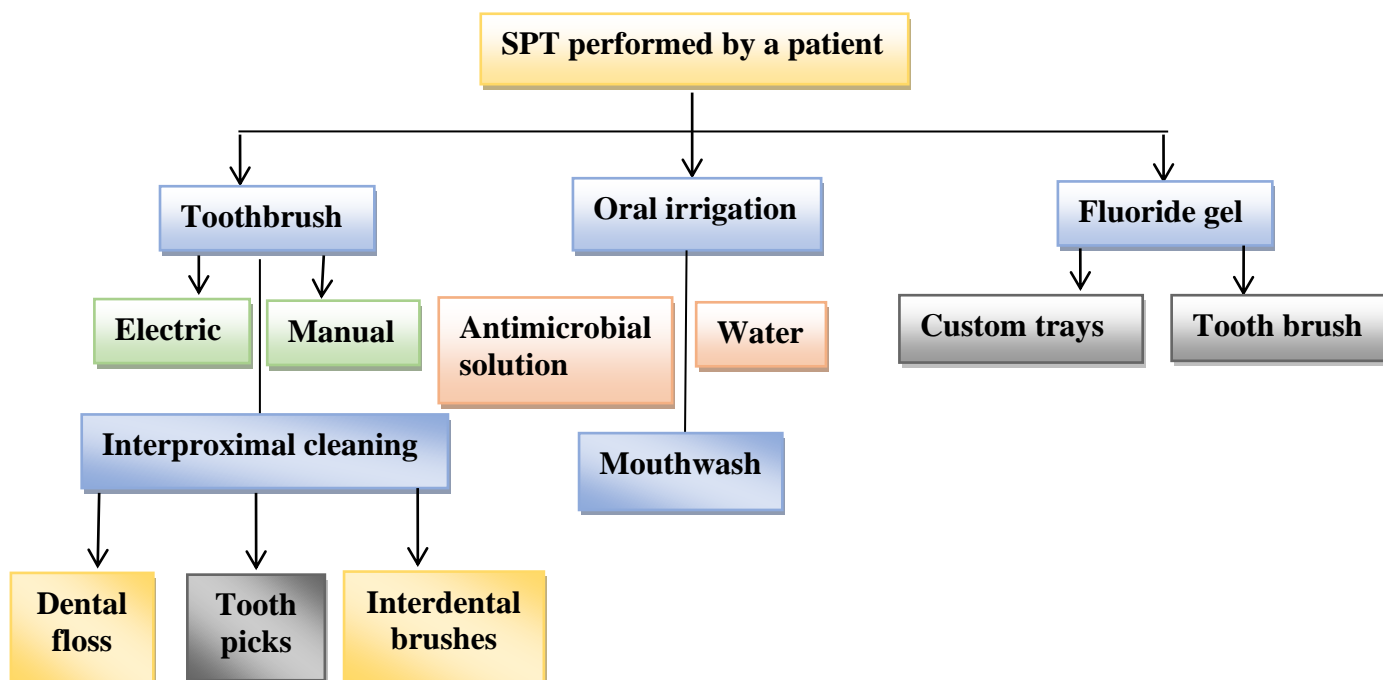 SPT performed by a patient
Toothbrush
Oral irrigation
Fluoride gel
Electric
Manual
Antimicrobial
solution
Water
Custom trays
Tooth brush
Interproximal cleaning
Mouthwash
Dental
floss
Tooth
picks
Interdental
brushes